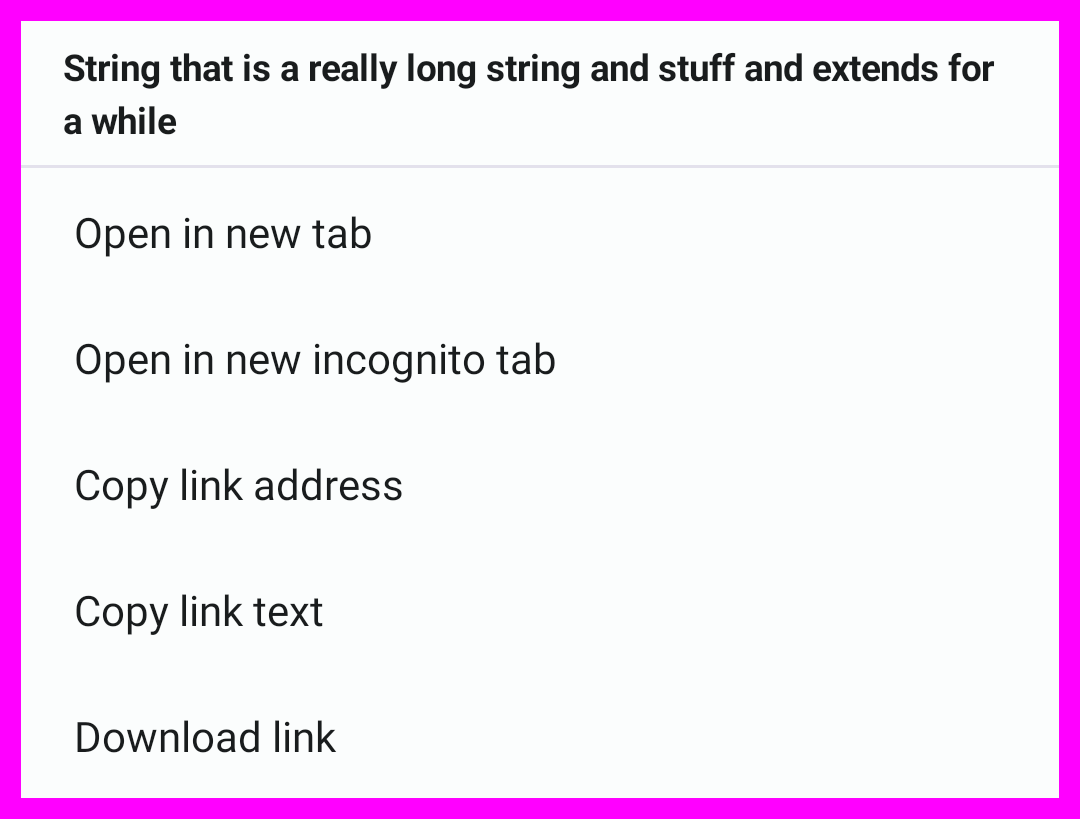 String that is a really long string and stuff and extends for
a while
Open in new tab
Open in new incognito tab
Copy link address
Copy link text
Download link